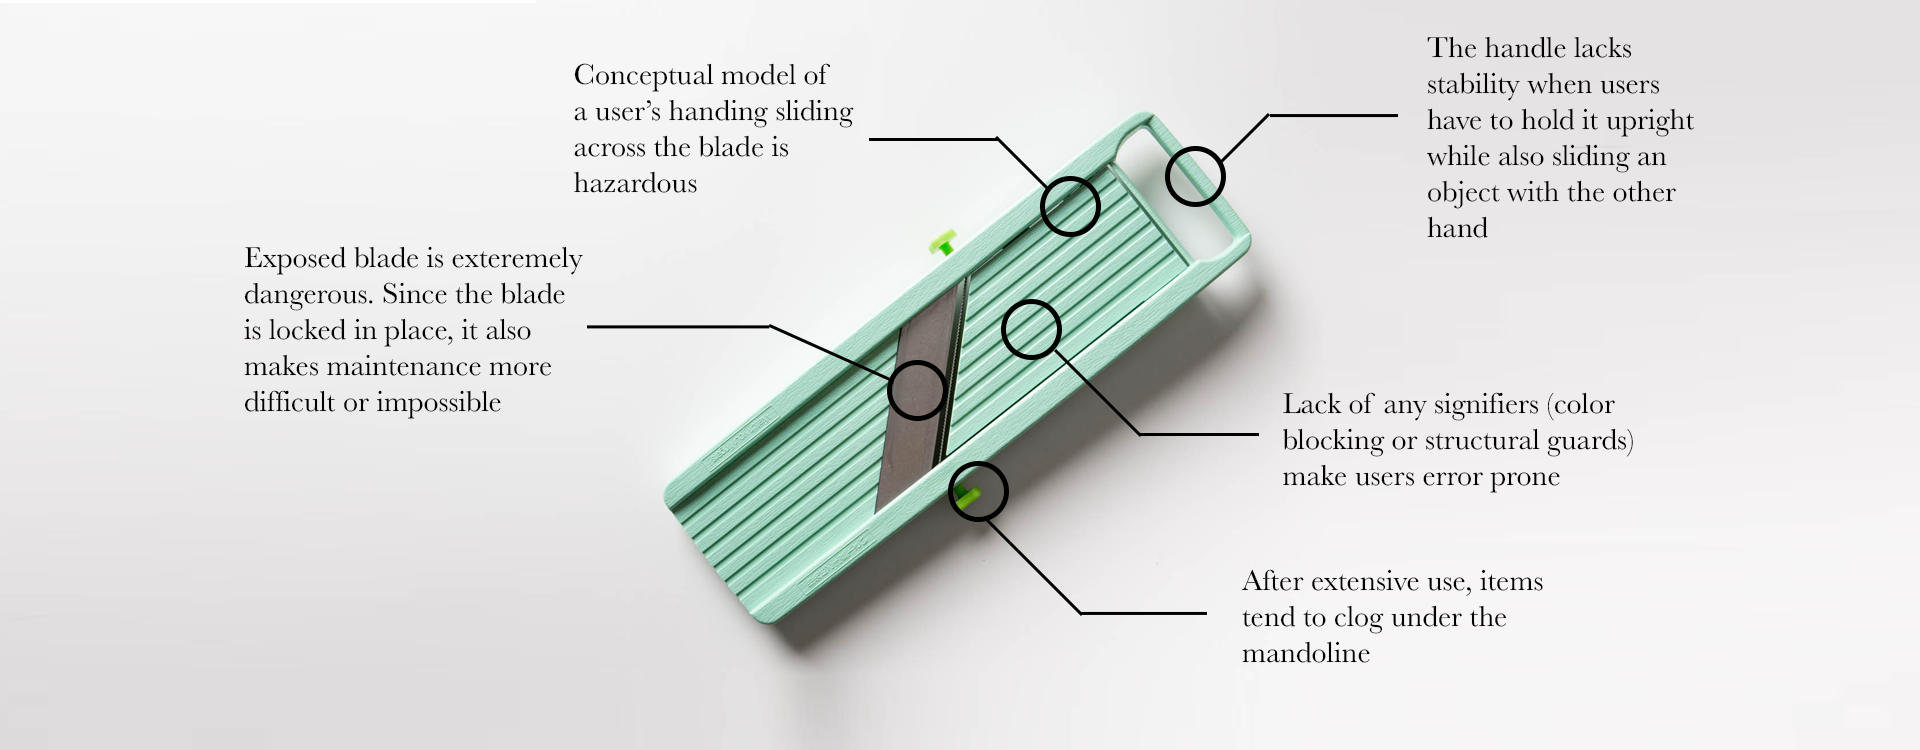 Conceptual model of
a user's handing sliding
across the blade is
hazardous
The handle lacks
stability when users
have to hold it upright
while also sliding an
object with the other
hand
Exposed blade is exteremely
dangerous. Since the blade
is locked in place, it also
makes maintenance more
difficult or impossible
Lack of any signifiers (color
blocking or structural guards)
make users error prone
After extensive use, items
tend to clog under the
mandoline